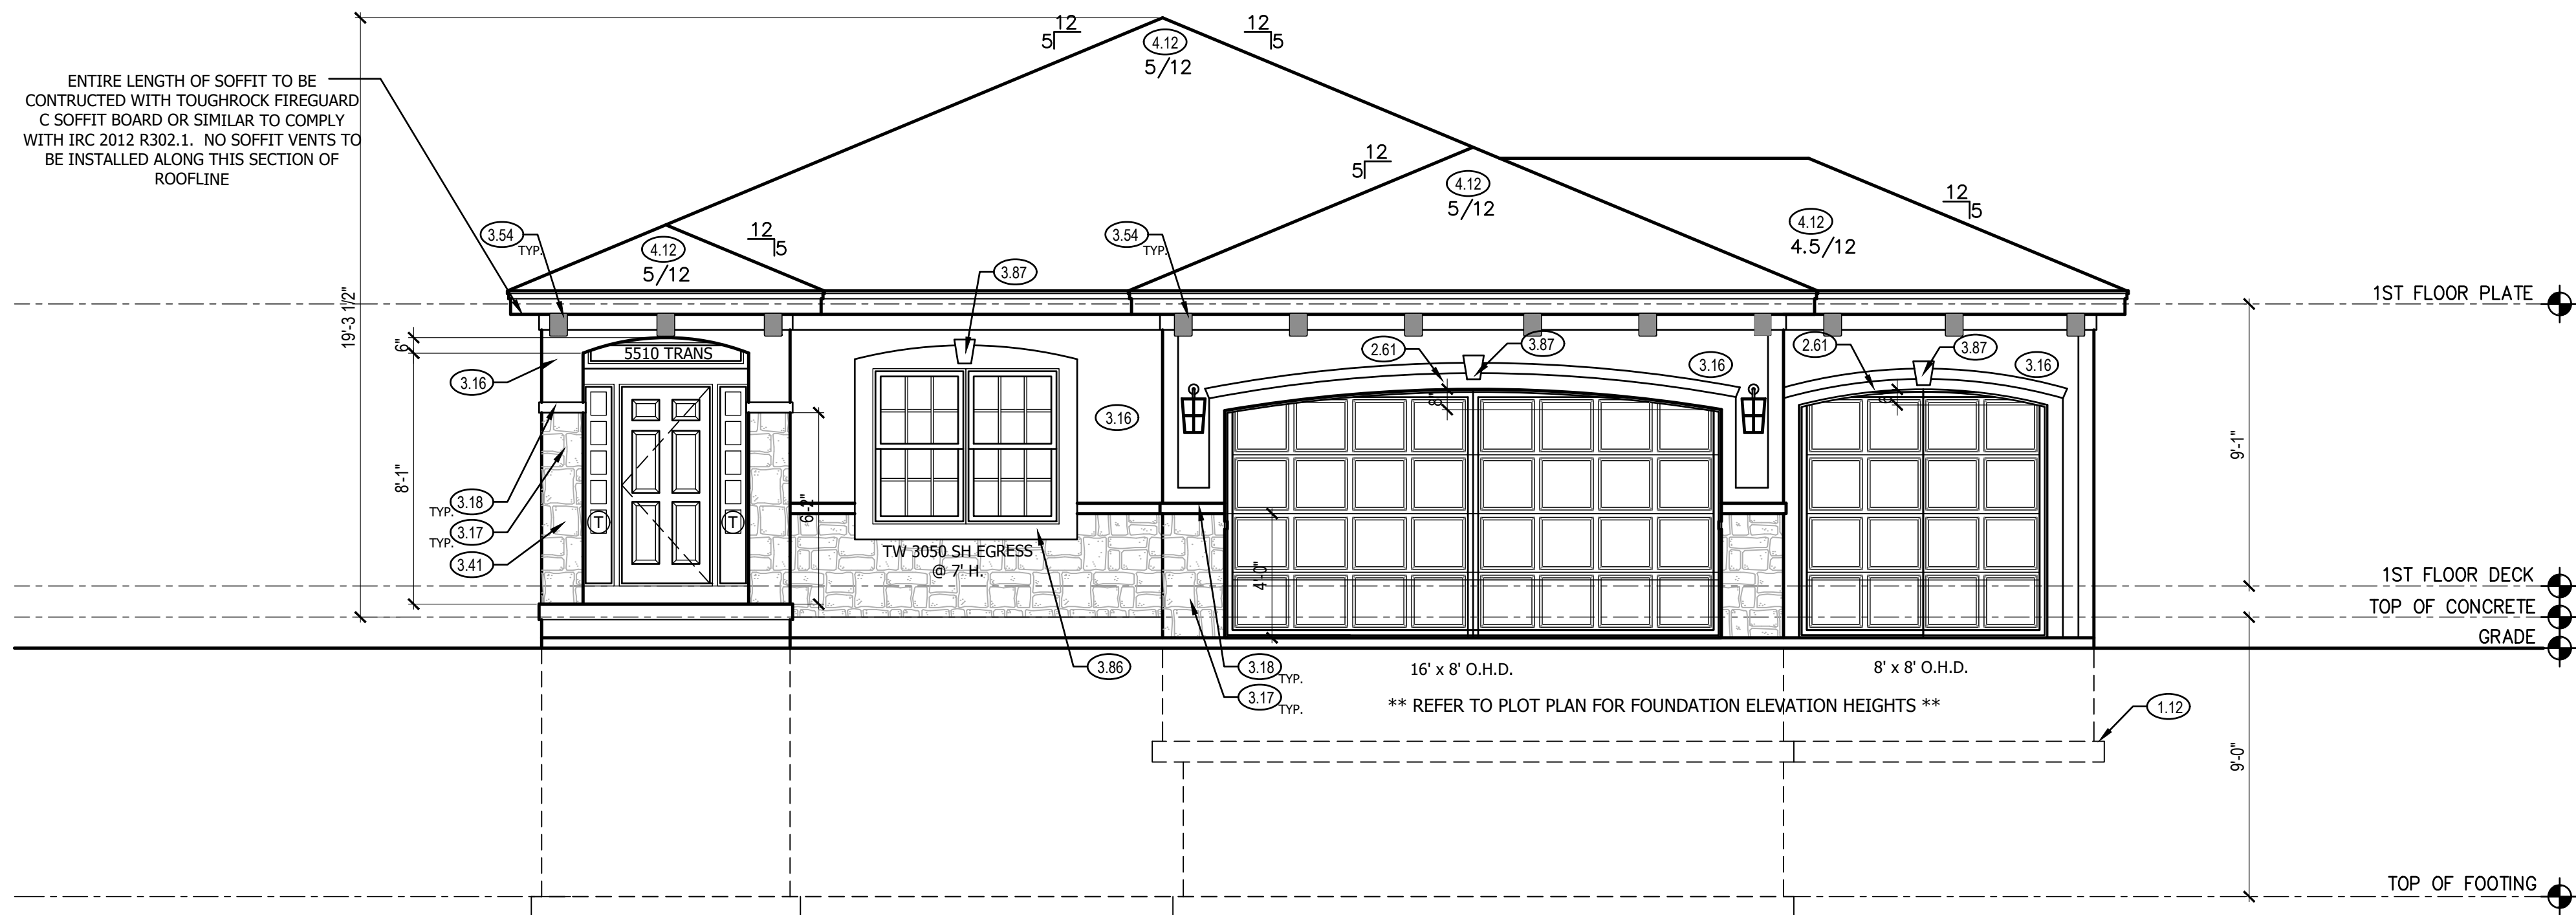 12
5
12
5
4.12
5/12
ENTIRE LENGTH OF SOFFIT TO BE
CONTRUCTED WITH TOUGHROCK FIREGUARD
C SOFFIT BOARD OR SIMILAR TO COMPLY
WITH IRC 2012 R302.1.  NO SOFFIT VENTS TO
BE INSTALLED ALONG THIS SECTION OF
ROOFLINE
12
5
4.12
5/12
12
5
4.12
4.5/12
3.54
TYP.
4.12
5/12
12
5
3.54
TYP.
3.87
19'-3 1/2"
1ST FLOOR PLATE
6"
5510 TRANS
3.16
2.61
3.87
3.16
2.61
3.87
3.16
8"
6"
3.16
8'-1"
6'-2"
9'-1"
TYP.
3.18
TYP.
3.17
3.41
T
T
TW 3050 SH EGRESS
@ 7' H.
4'-0"
1ST FLOOR DECK
TOP OF CONCRETE
GRADE
3.86
3.18
TYP.
3.17
TYP.
16' x 8' O.H.D.
8' x 8' O.H.D.
** REFER TO PLOT PLAN FOR FOUNDATION ELEVATION HEIGHTS **
1.12
9'-0"
TOP OF FOOTING